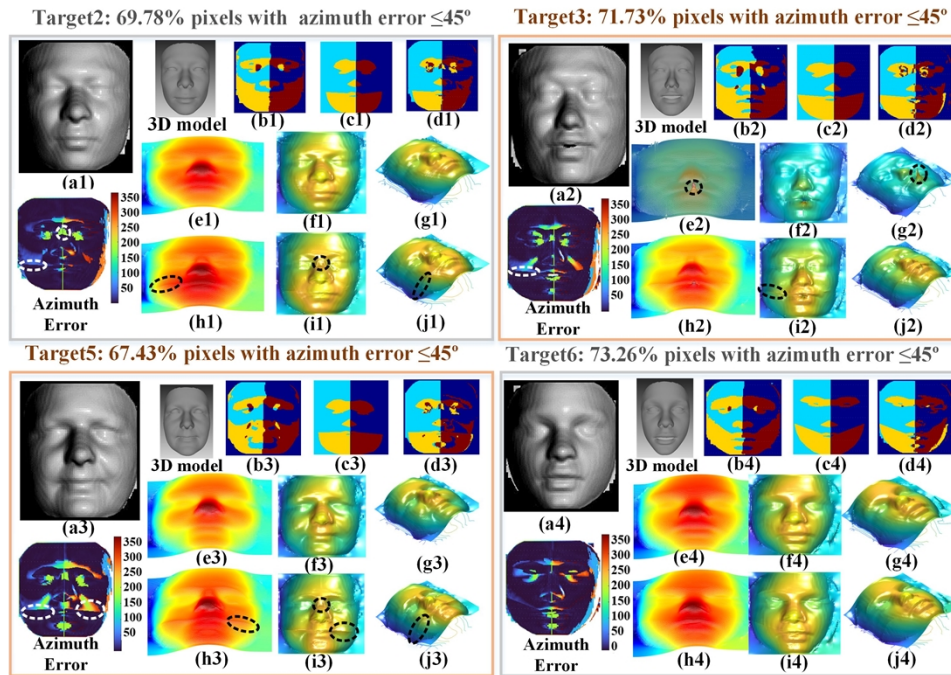 Target2: 69.78% pixels with azimuth error ≤45º
(a1)
3D model
(b1)
(c1)
(d1)
(e1)
(f1)
(g1)
350
300
250
200
150
100
50
Azimuth
Error
(h1)
(i1)
(j1)
Target3: 71.73% pixels with azimuth error ≤45º
(a2)
3D model
(b2)
(c2)
(d2)
(e2)
(f2)
(g2)
350
300
250
200
150
100
50
Azimuth
Error
(h2)
(i2)
(j2)
Target5: 67.43% pixels with azimuth error ≤45º
(a3)
3D model
(b3)
(c3)
(d3)
(e3)
(f3)
(g3)
350
300
250
200
150
100
50
Azimuth
Error
(h3)
(i3)
(j3)
Target6: 73.26% pixels with azimuth error ≤45º
(a4)
3D model
(b4)
(c4)
(d4)
(e4)
(f4)
(g4)
350
300
250
200
150
100
50
0
Azimuth
Error
(h4)
(i4)
(j4)